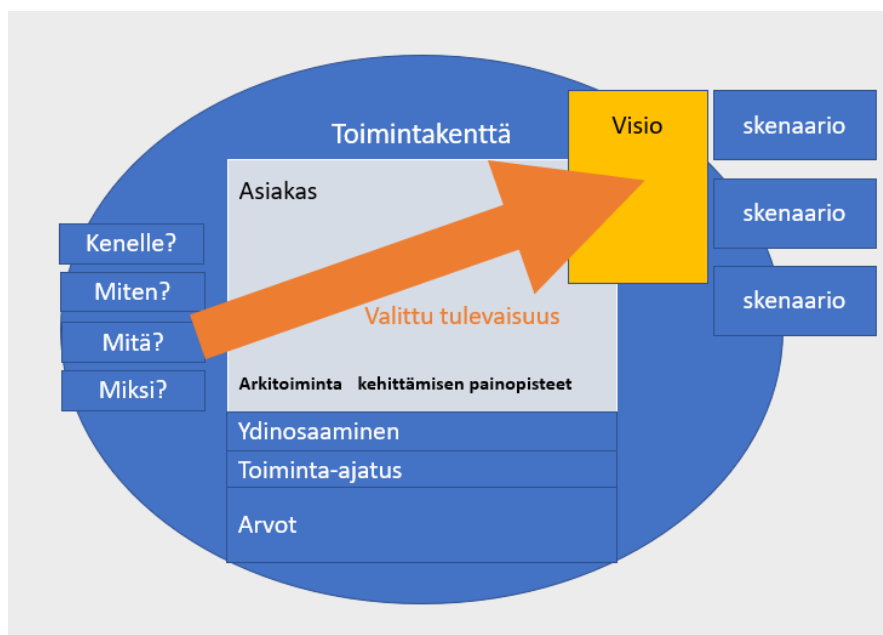 Toimintakenttä
Visio
skenaario
Asiakas
skenaario
Kenelle?
Miten?
skenaario
Valittu tulevaisuus
Mitä?
Miksi?
Arkitoiminta kehittämisen painopisteet
Ydinosaaminen
Toiminta-ajatus
Arvot